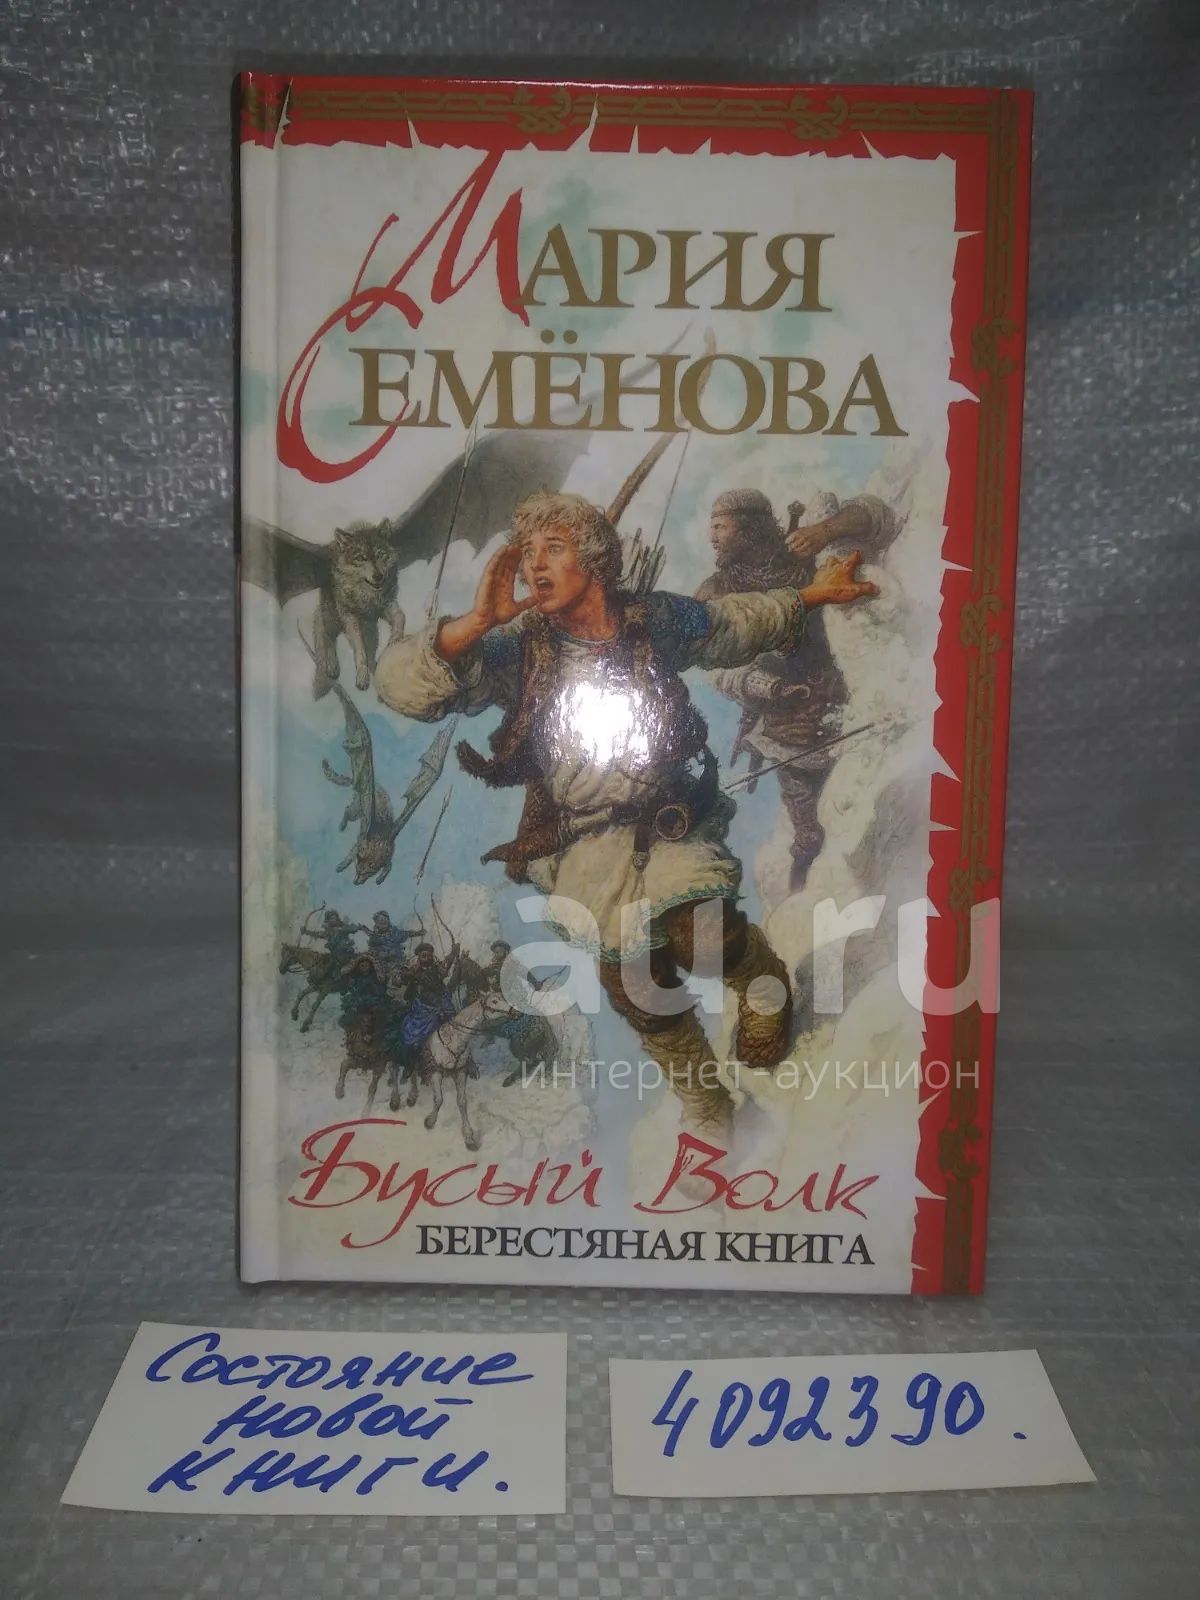 МАРИЯ
СЕМЁНОВА
au.ru
интернет-аукцион
Бусый Волк
БЕРЕСТЯНАЯ КНИГА
Состояние
новой
книги.
4092390.